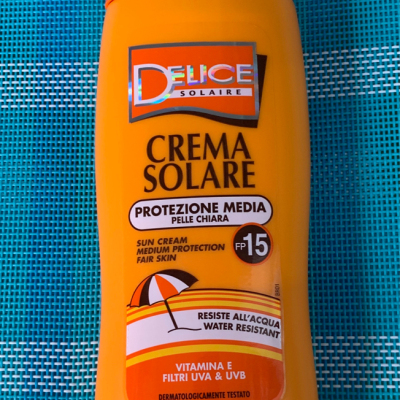 DELICE
SOLAIRE
CREMA
SOLARE
PROTEZIONE MEDIA
PELLE CHIARA
SUN CREAM
MEDIUM PROTECTION
FAIR SKIN
FP 15
RESISTE ALL'ACQUA
WATER RESISTANT
VITAMINA E
FILTRI UVA & UVB
DERMATOLOGICAMENTE TESTATO